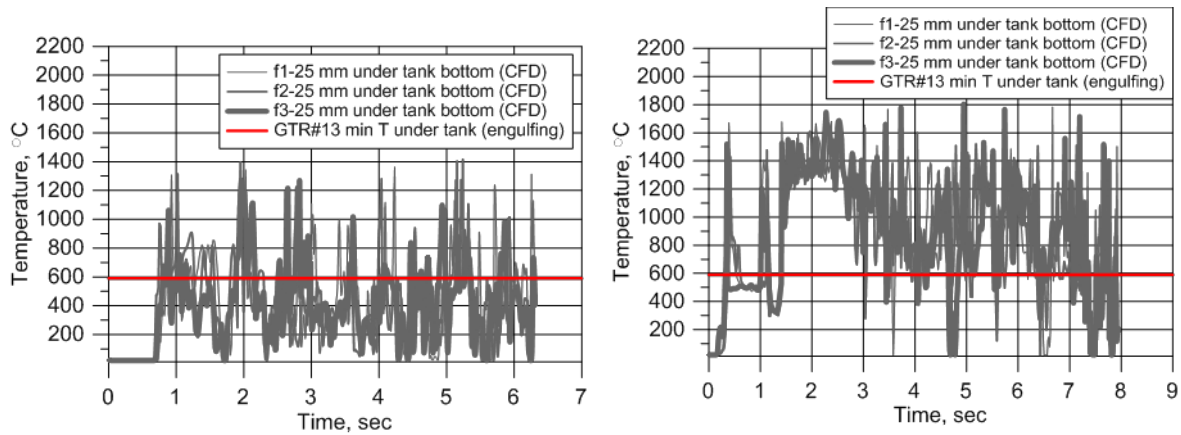 2200
2000
1800
1600
1400
1200
1000
800
600
400
200
Temperature, °C
f1-25 mm under tank bottom (CFD)
f2-25 mm under tank bottom (CFD)
f3-25 mm under tank bottom (CFD)
GTR#13 min T under tank (engulfing)
0 1 2 3 4 5 6 7
Time, sec
2200
2000
1800
1600
1400
1200
1000
800
600
400
200
Temperature, °C
f1-25 mm under tank bottom (CFD)
f2-25 mm under tank bottom (CFD)
f3-25 mm under tank bottom (CFD)
GTR#13 min T under tank (engulfing)
0 1 2 3 4 5 6 7 8 9
Time, sec